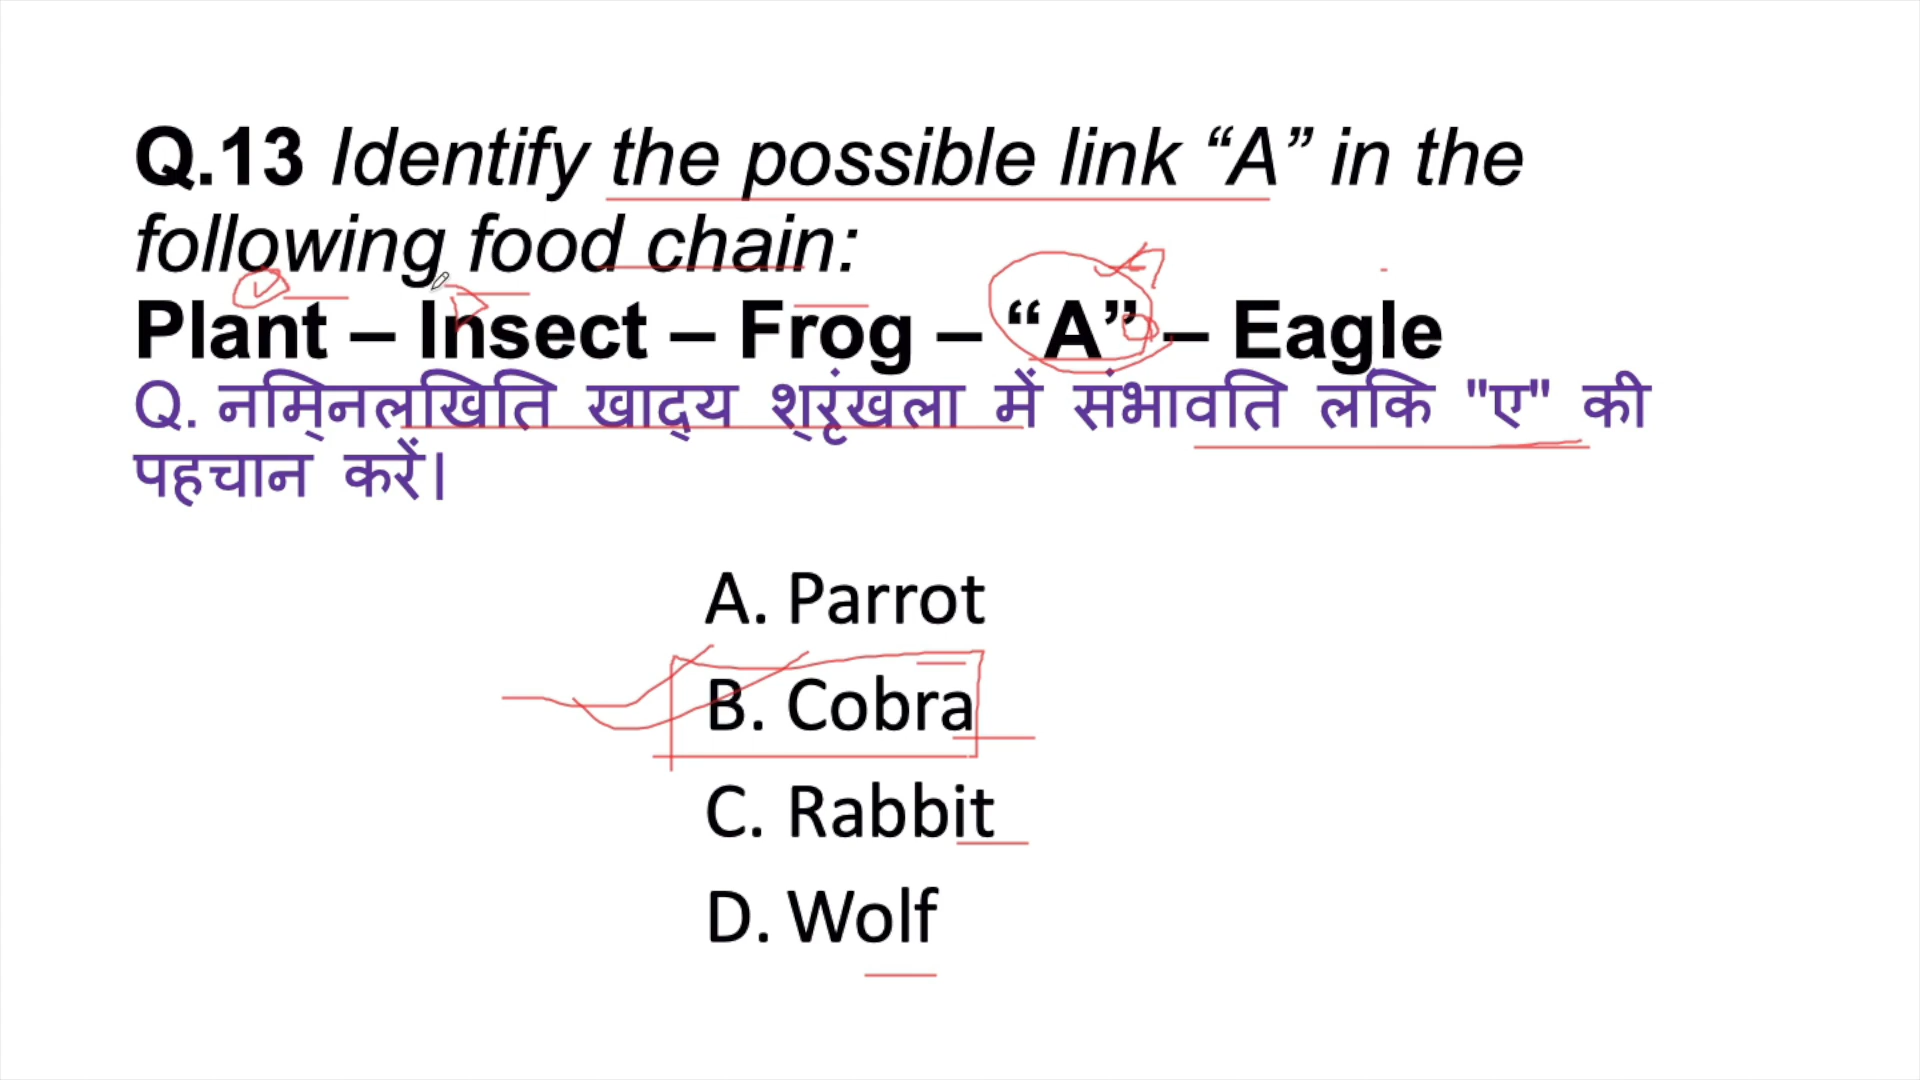 Q.13 Identify the possible link “A” in the
following food chain:
Plant – Insect – Frog – “A” – Eagle
Q. निम्नलिखित खाद्य श्रृंखला में संभावित लिंक "ए" की
पहचान करें।
A. Parrot
B. Cobra
C. Rabbit
D. Wolf